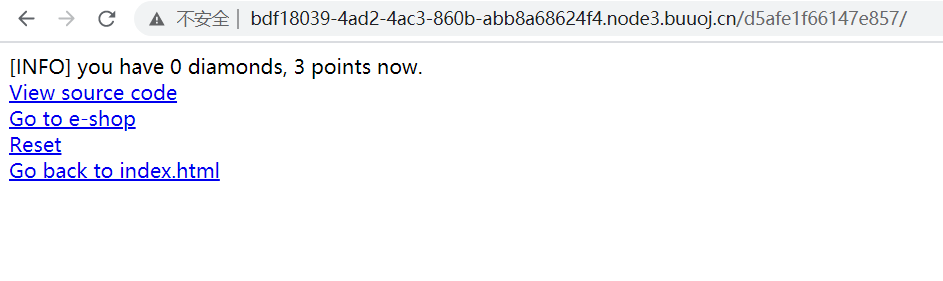 不安全 | bdf18039-4ad2-4ac3-860b-abb8a68624f4.node3.buuoj.cn/d5afe1f66147e857/
[INFO] you have 0 diamonds, 3 points now.
View source code
Go to e-shop
Reset
Go back to index.html